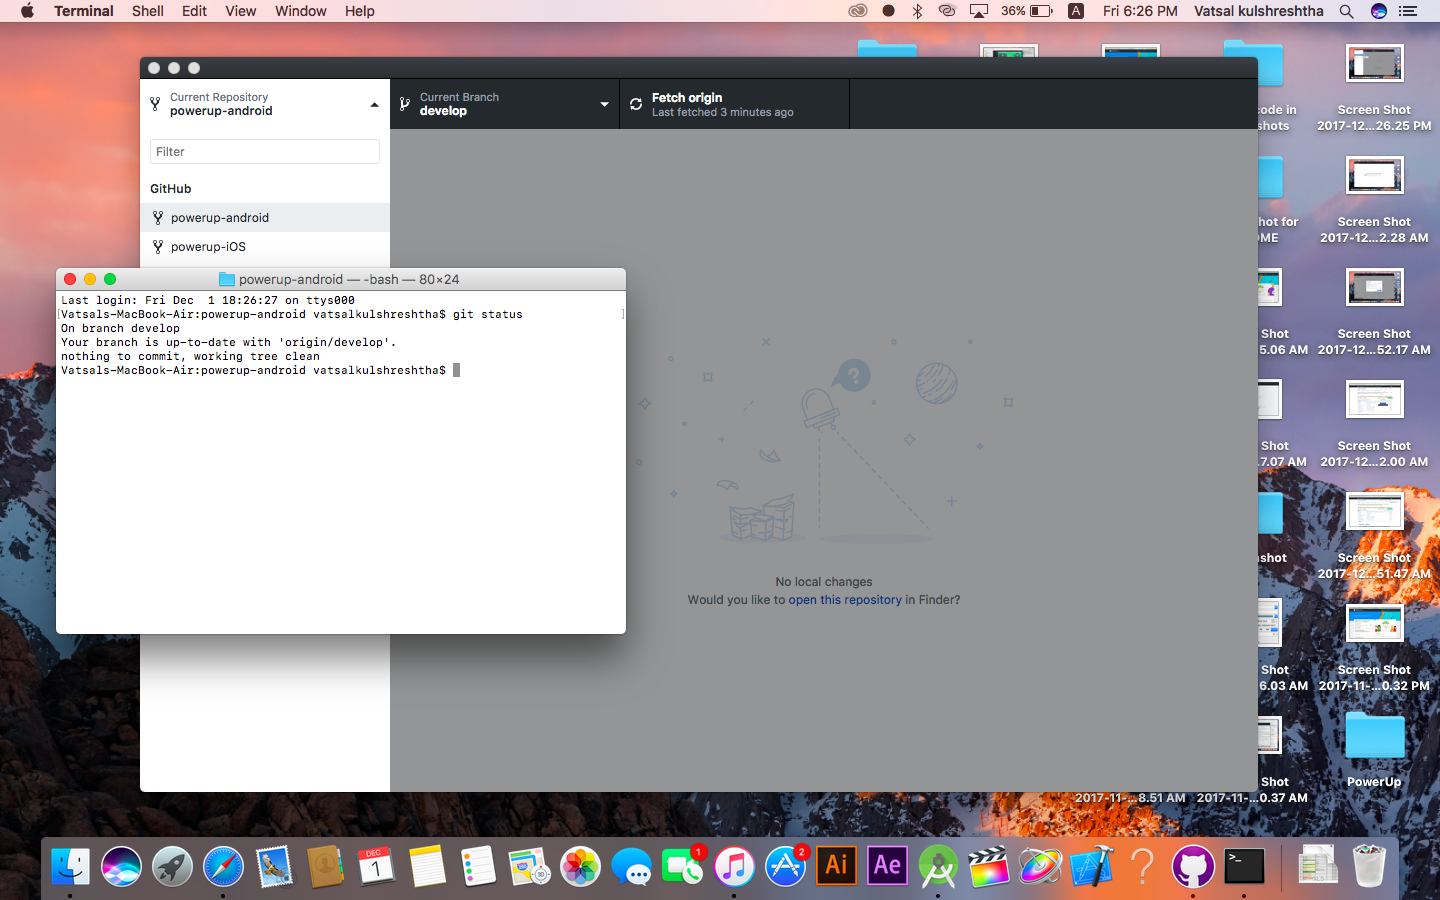 Terminal Shell Edit View Window Help
36% A Fri 6:26 PM Vatsal kulshreshtha
Current Repository
powerup-android
Current Branch
develop
Fetch origin
Last fetched 3 minutes ago
Filter
GitHub
powerup-android
powerup-iOS
powerup-android — -bash — 80×24
Last login: Fri Dec  1 18:26:27 on ttys000
[Vatsals-MacBook-Air:powerup-android vatsalkulshreshtha$ git status ]
On branch develop
Your branch is up-to-date with 'origin/develop'.
nothing to commit, working tree clean
Vatsals-MacBook-Air:powerup-android vatsalkulshreshtha$
?
No local changes
Would you like to open this repository in Finder?
code in
shots
Screen Shot
2017-12...26.25 PM
hot for
OME
Screen Shot
2017-12...2.28 AM
Shot
5.06 AM
Screen Shot
2017-12...52.17 AM
Shot
.7.07 AM
Screen Shot
2017-12...2.00 AM
nshot
Screen Shot
2017-12...51.47 AM
Shot
6.03 AM
Screen Shot
2017-11-...0.32 PM
2017-11-...8.51 AM
Shot
2017-11-...0.37 AM
PowerUp
DEC
1
30
1
2
Ai
Ae
?
>_